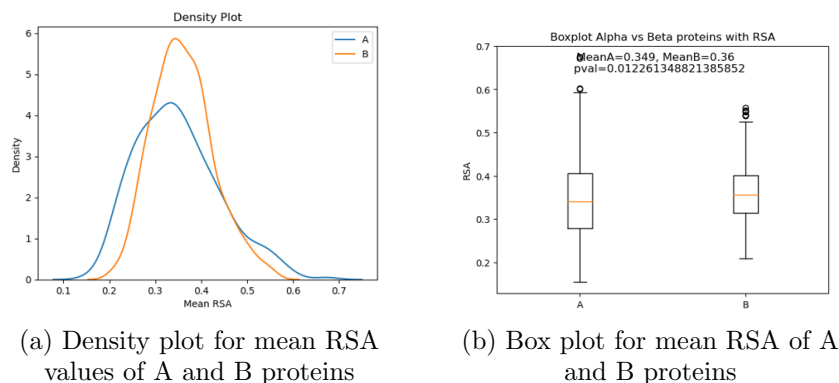 Density Plot
A
B
6
5
4
3
2
1
0
Density
0.1 0.2 0.3 0.4 0.5 0.6 0.7
Mean RSA
(a) Density plot for mean RSA
values of A and B proteins
Boxplot Alpha vs Beta proteins with RSA
MeanA=0.349, MeanB=0.36
pval=0.012261348821385852
0.7
0.6
0.5
0.4
0.3
0.2
RSA
A B
(b) Box plot for mean RSA of A
and B proteins